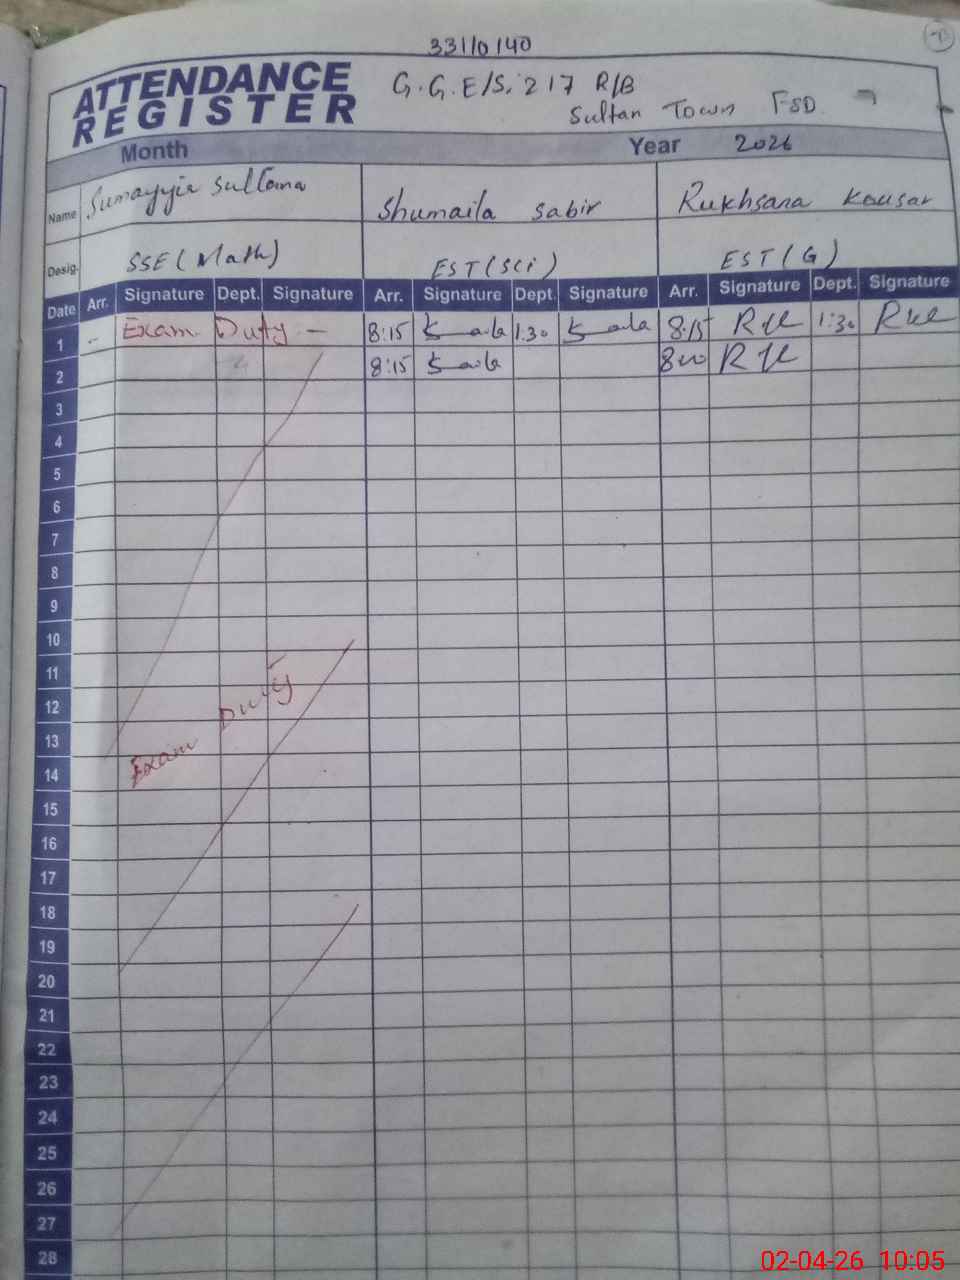 33110140
ATTENDANCE
REGISTER
G.G.E/S. 217 R/B
Sultan Town FSD.
Month Year 2026
Name Sumayyia Sultana Shumaila Sabir Rukhsana Kousar
Desig. SSE (Math) EST (Sci) EST (G)
Date Arr. Signature Dept. Signature Arr. Signature Dept. Signature Arr. Signature Dept. Signature
1 Exam Duty 8:15 1:30 8:15 1:30
2 8:15 8:00
3
4
5
6
7
8
9
10
11
12
13
Exam Duty
14
15
16
17
18
19
20
21
22
23
24
25
26
27
28
02-04-26 10:05